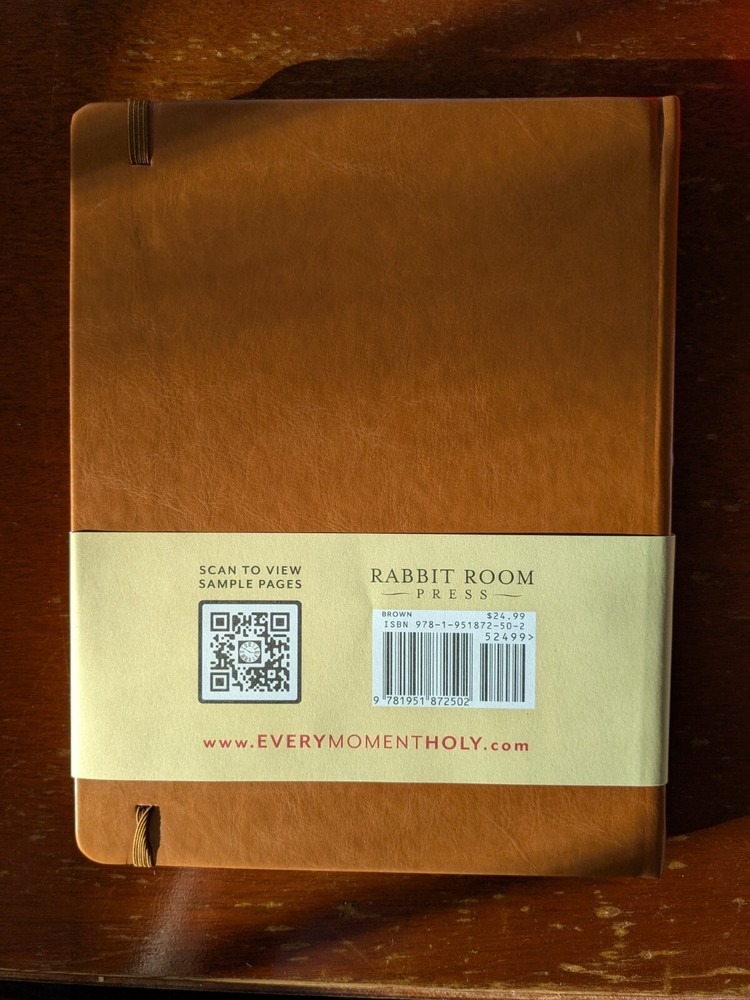 SCAN TO VIEW
SAMPLE PAGES
RABBIT ROOM
PRESS
BROWN $24.99
ISBN 978-1-951872-50-2
52499>
9 781951 872502
www.EVERYMOMENTHOLY.com